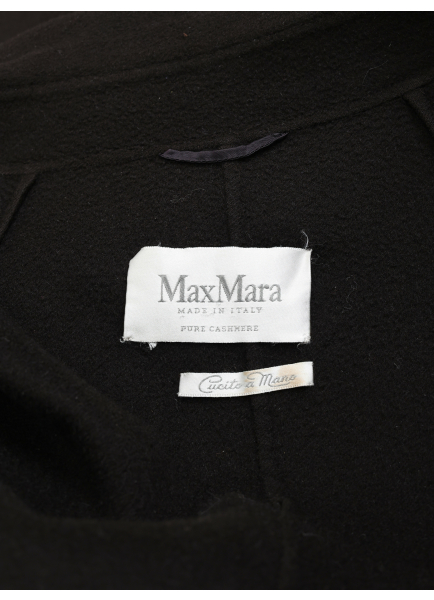 MaxMara
MADE IN ITALY
PURE CASHMERE
Cucito a Mano